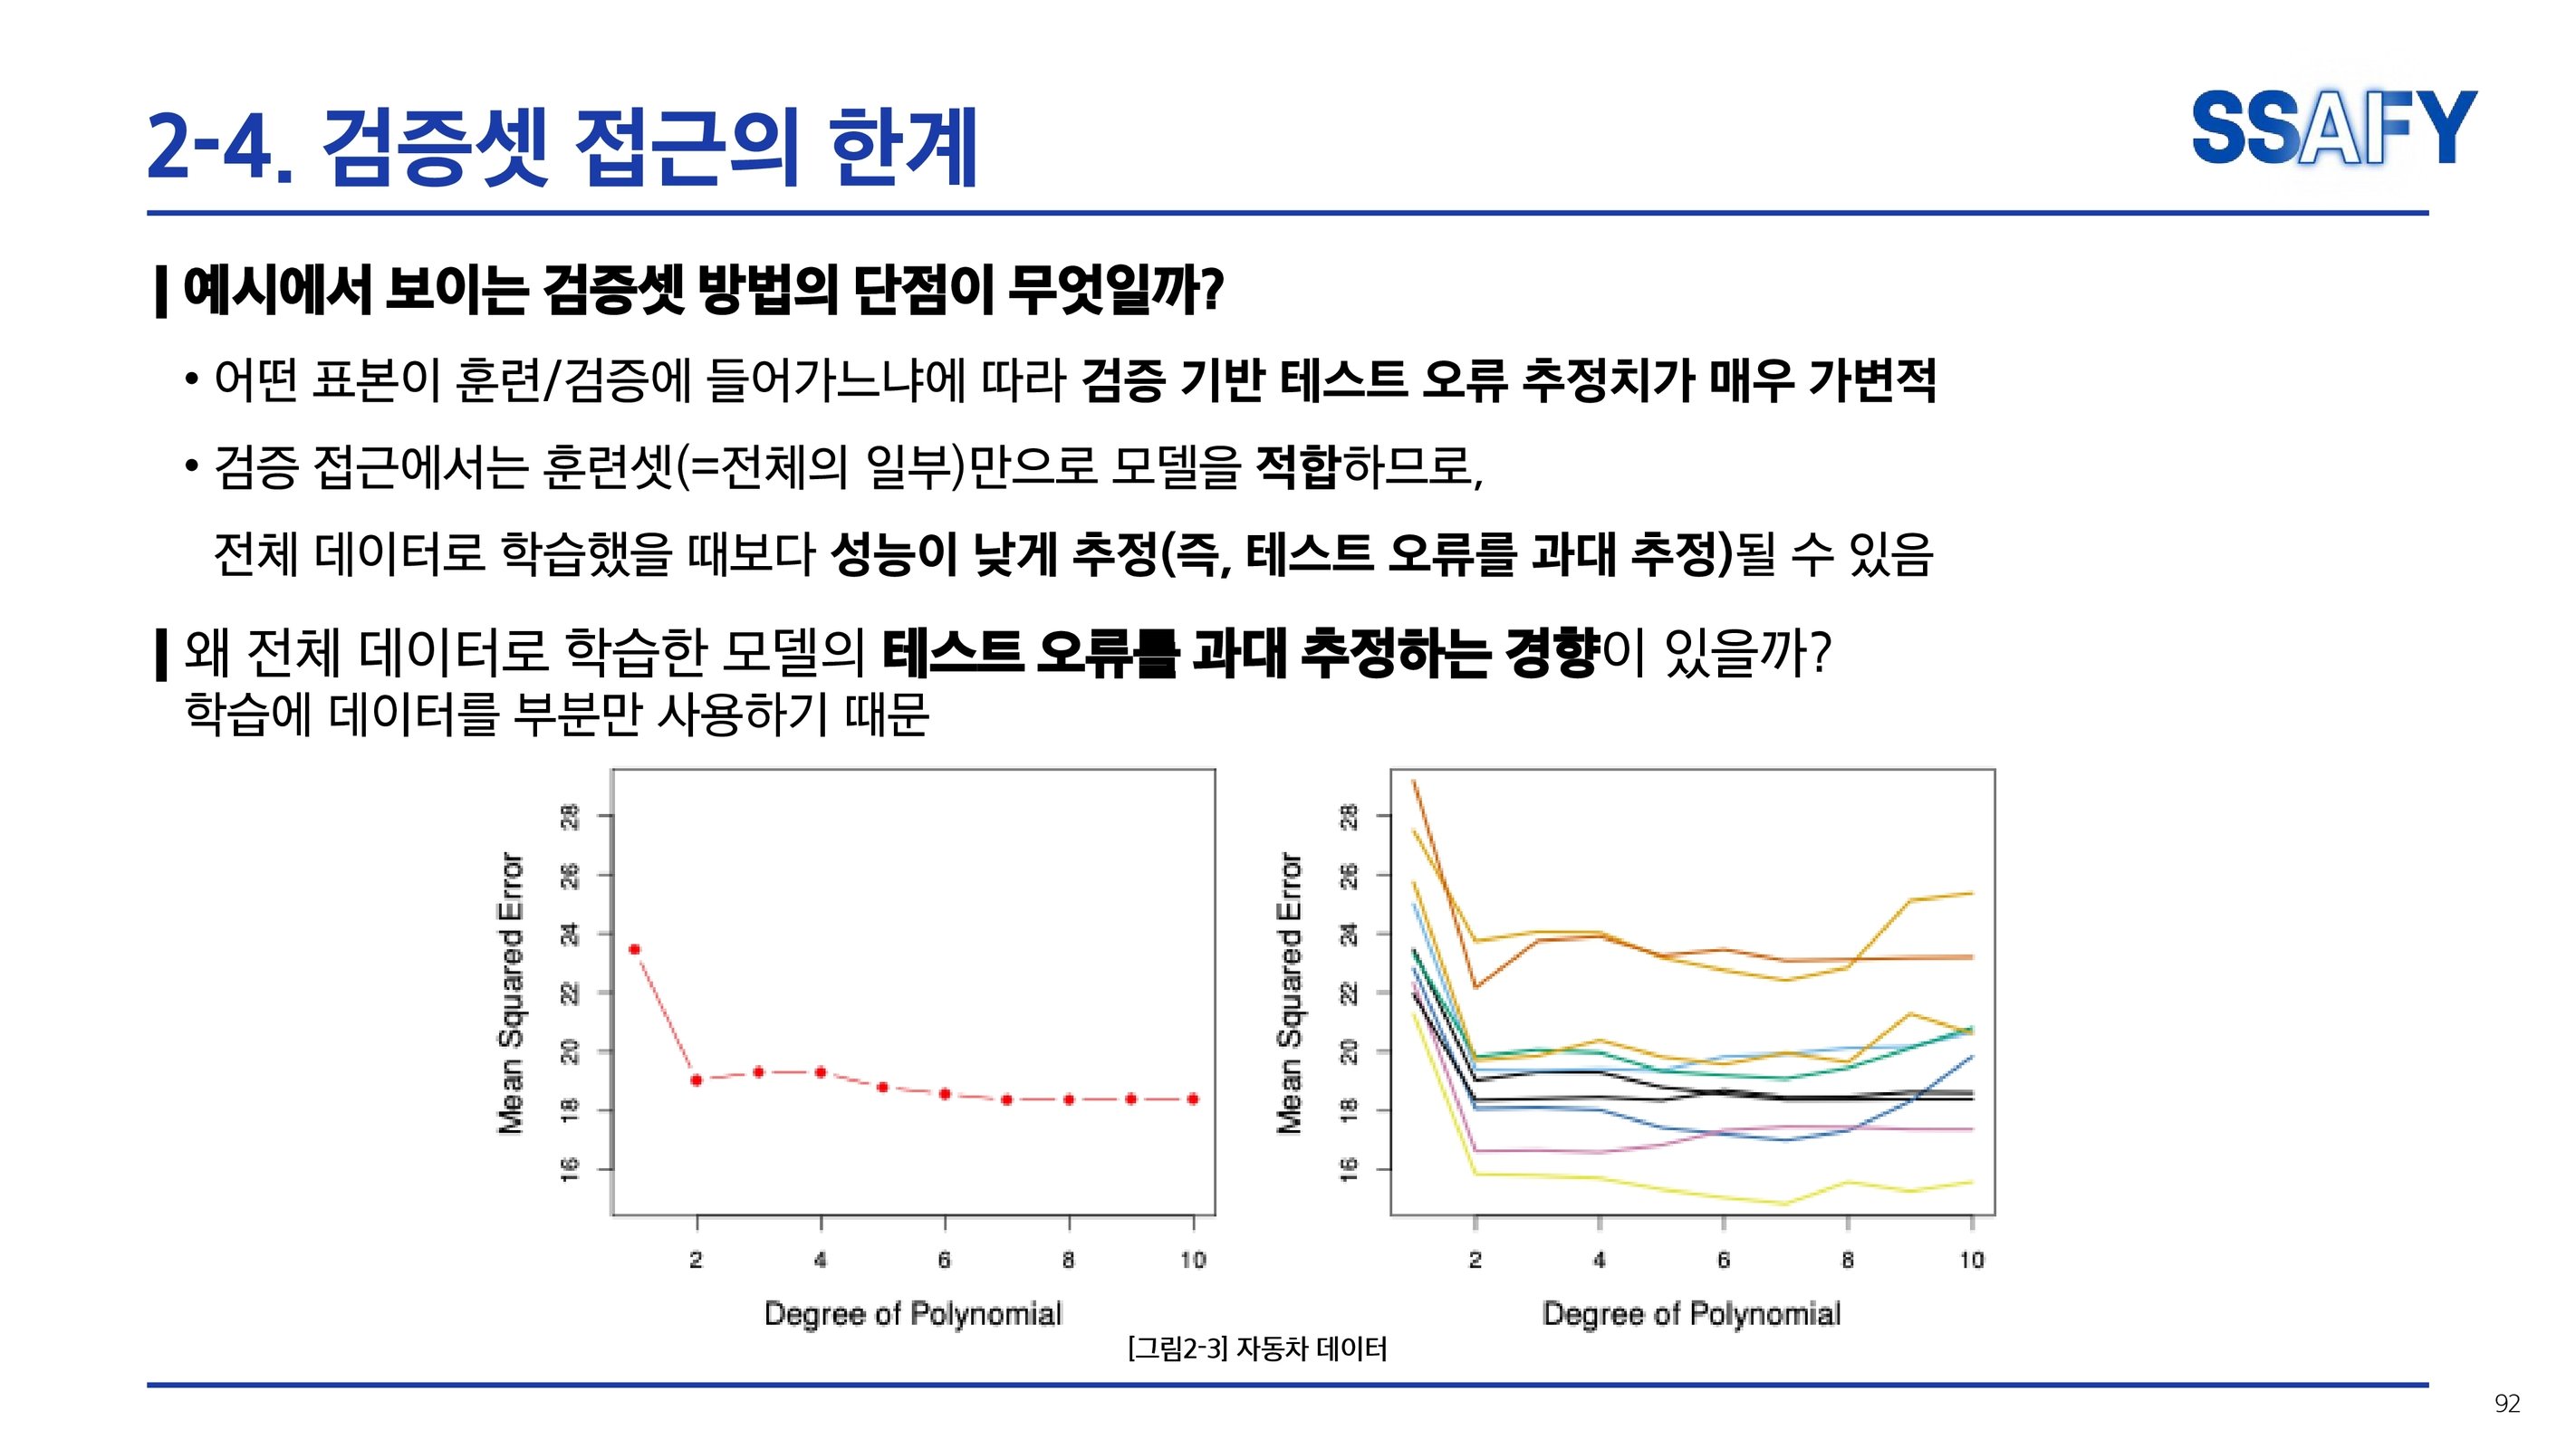 2-4. 검증셋 접근의 한계
SSAFY
예시에서 보이는 검증셋 방법의 단점이 무엇일까?
• 어떤 표본이 훈련/검증에 들어가느냐에 따라 검증 기반 테스트 오류 추정치가 매우 가변적
• 검증 접근에서는 훈련셋(=전체의 일부)만으로 모델을 적합하므로,
전체 데이터로 학습했을 때보다 성능이 낮게 추정(즉, 테스트 오류를 과대 추정)될 수 있음
왜 전체 데이터로 학습한 모델의 테스트 오류를 과대 추정하는 경향이 있을까?
학습에 데이터를 부분만 사용하기 때문
Mean Squared Error
28
26
24
22
20
18
16
2 4 6 8 10
Degree of Polynomial
Mean Squared Error
28
26
24
22
20
18
16
2 4 6 8 10
Degree of Polynomial
[그림2-3] 자동차 데이터
92